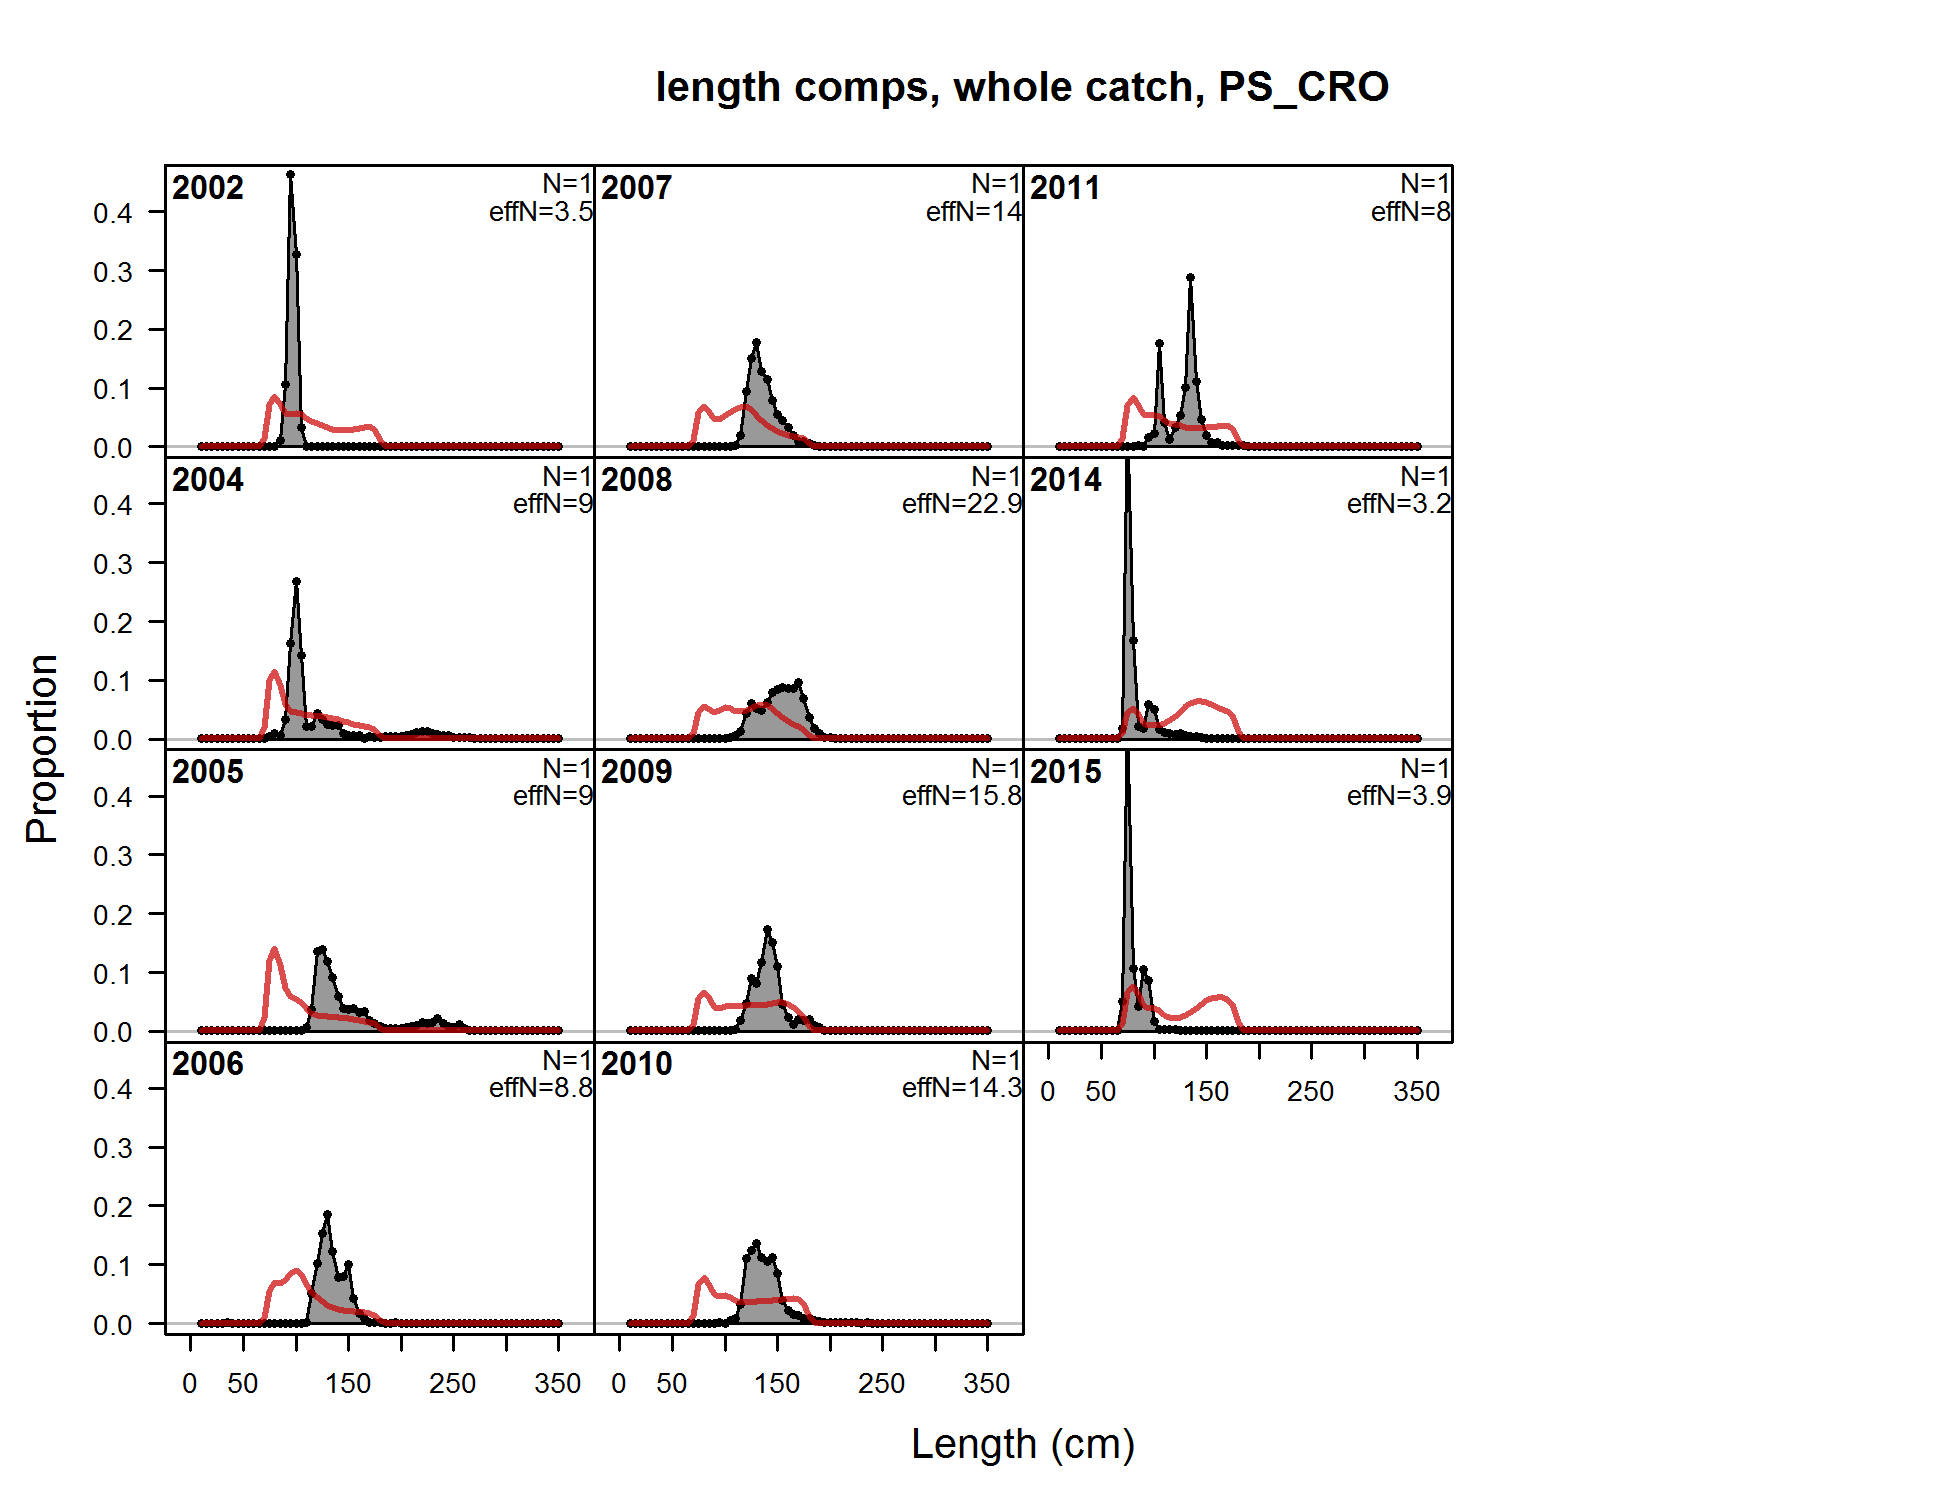 length comps, whole catch, PS_CRO
2002
N=1
effN=3.5
2007
N=1
effN=14
2011
N=1
effN=8
0.4
0.3
0.2
0.1
0.0
2004
N=1
effN=9
2008
N=1
effN=22.9
2014
N=1
effN=3.2
0.4
0.3
0.2
0.1
0.0
2005
N=1
effN=9
2009
N=1
effN=15.8
2015
N=1
effN=3.9
0.4
0.3
0.2
0.1
0.0
0 50 150 250 350
2006
N=1
effN=8.8
2010
N=1
effN=14.3
0.4
0.3
0.2
0.1
0.0
0 50 150 250 350
0 50 150 250 350
Proportion
Length (cm)